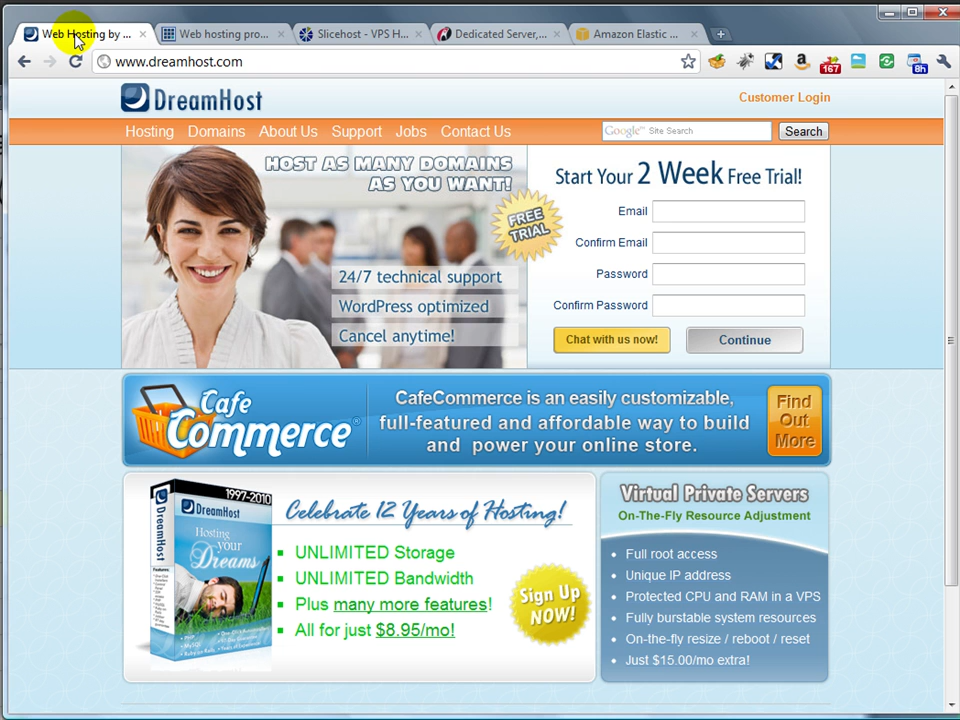 Web Hosting by ...
Web hosting pro...
Slicehost - VPS H...
Dedicated Server,...
Amazon Elastic ...
www.dreamhost.com
167
8h
DreamHost
Customer Login
Hosting Domains About Us Support Jobs Contact Us
Google™ Site Search
Search
HOST AS MANY DOMAINS
AS YOU WANT!
FREE
TRIAL
24/7 technical support
WordPress optimized
Cancel anytime!
Start Your 2 Week Free Trial!
Email
Confirm Email
Password
Confirm Password
Chat with us now!
Continue
Cafe
Commerce®
CafeCommerce is an easily customizable,
full-featured and affordable way to build
and power your online store.
Find
Out
More
1997-2010
DreamHost
DreamHost
Hosting
your
Dreams
Celebrate 12 Years of Hosting!
UNLIMITED Storage
UNLIMITED Bandwidth
Plus many more features!
All for just $8.95/mo!
Sign Up
NOW!
Virtual Private Servers
On-The-Fly Resource Adjustment
Full root access
Unique IP address
Protected CPU and RAM in a VPS
Fully burstable system resources
On-the-fly resize / reboot / reset
Just $15.00/mo extra!